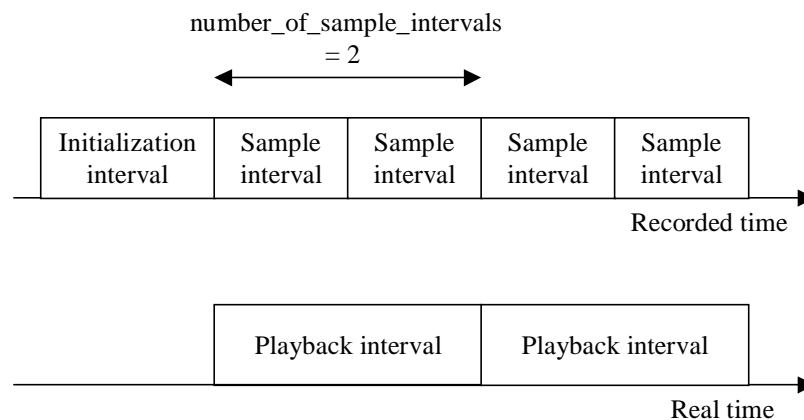 number_of_sample_intervals
= 2
Initialization interval
Sample interval
Sample interval
Sample interval
Sample interval
Recorded time
Playback interval
Playback interval
Real time